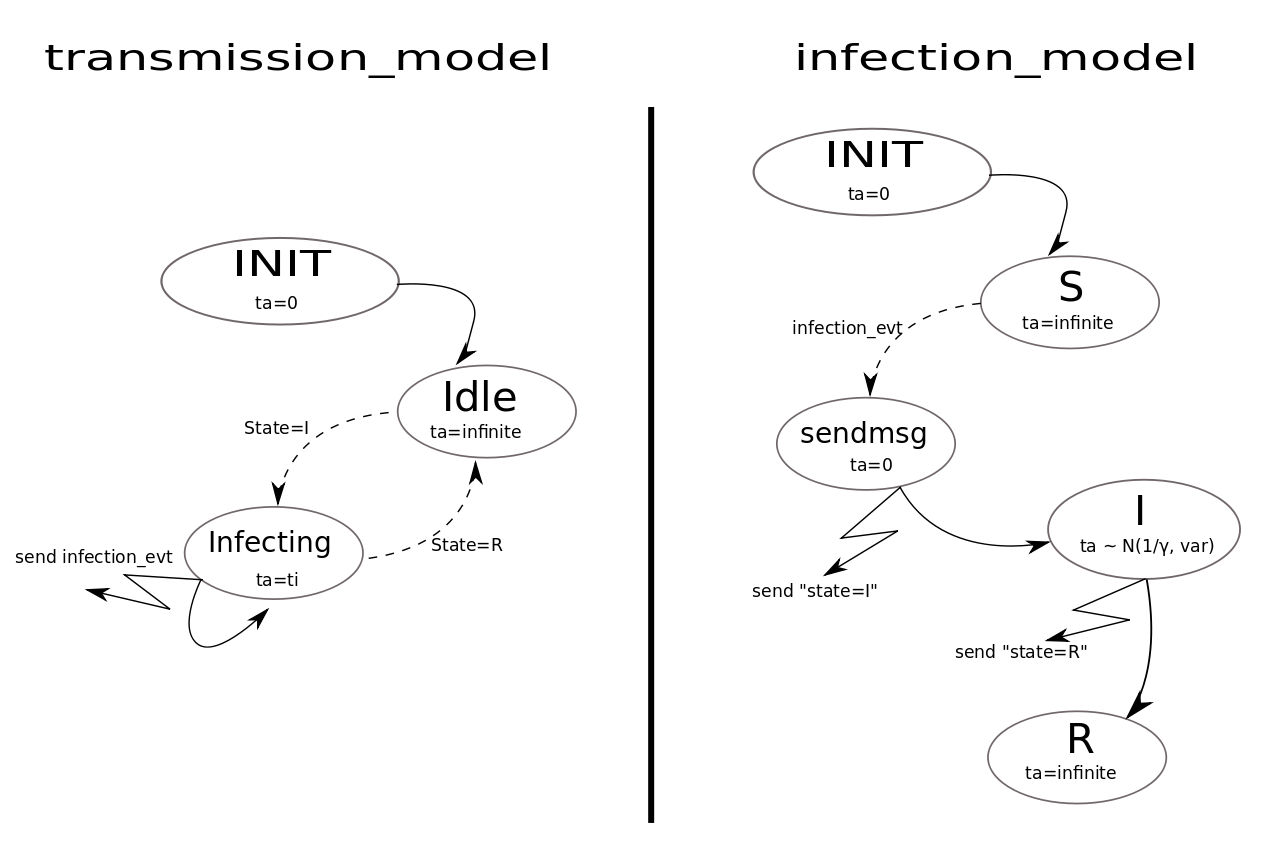 transmission_model
INIT
ta=0
Idle
ta=infinite
State=I
Infecting
ta=ti
send infection_evt
State=R
infection_model
INIT
ta=0
S
ta=infinite
infection_evt
sendmsg
ta=0
send "state=I"
I
ta ~ N(1/γ, var)
send "state=R"
R
ta=infinite